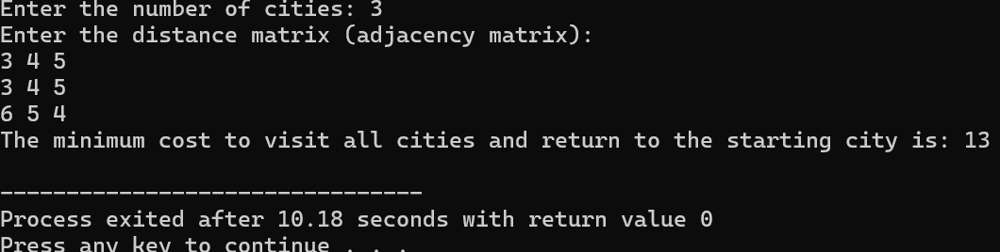 Enter the number of cities: 3
Enter the distance matrix (adjacency matrix):
3 4 5
3 4 5
6 5 4
The minimum cost to visit all cities and return to the starting city is: 13
--------------------------------
Process exited after 10.18 seconds with return value 0
Press any key to continue . . .